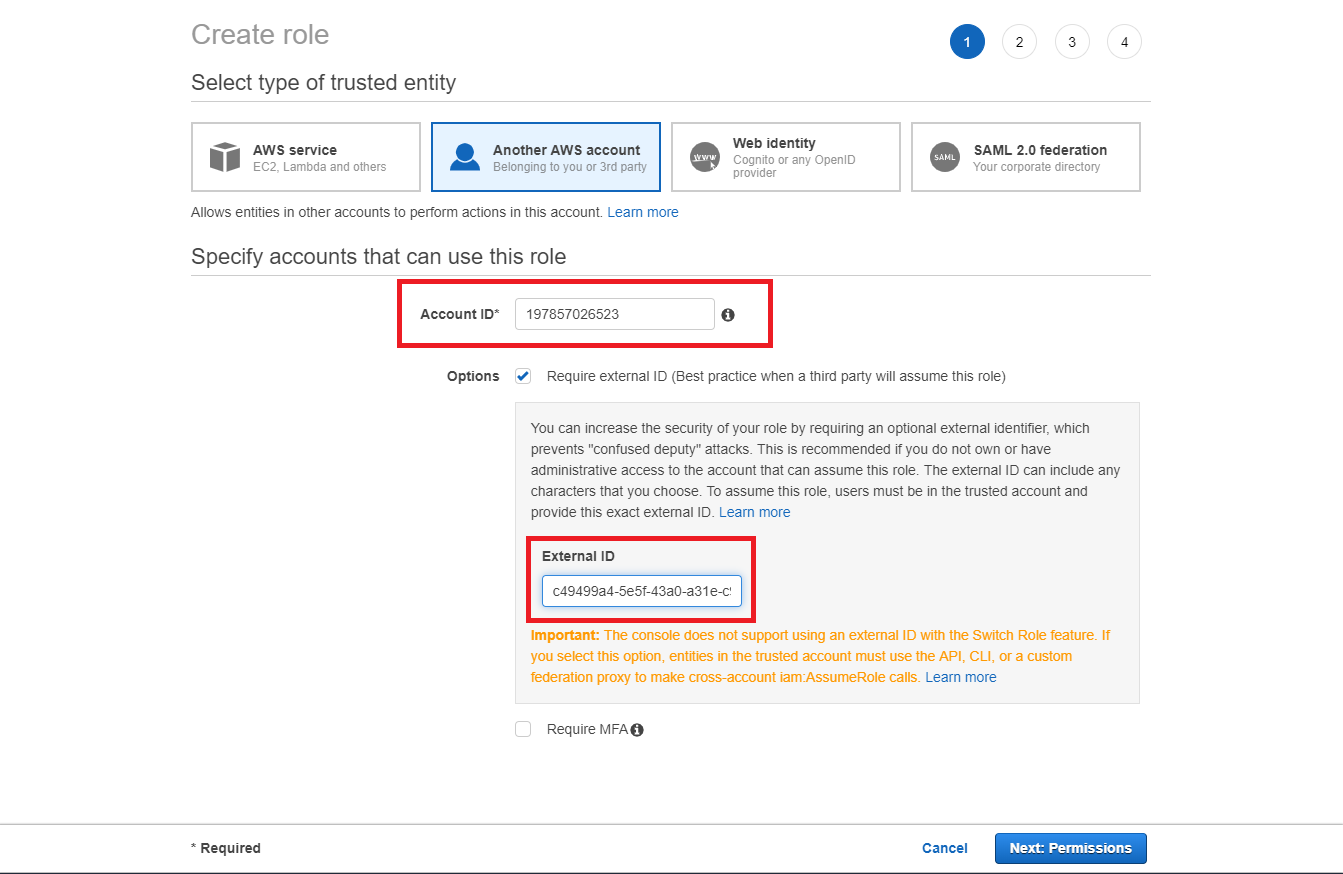 Create role
1 2 3 4
Select type of trusted entity
AWS service
EC2, Lambda and others
Another AWS account
Belonging to you or 3rd party
Web identity
Cognito or any OpenID
provider
SAML
SAML 2.0 federation
Your corporate directory
Allows entities in other accounts to perform actions in this account. Learn more
Specify accounts that can use this role
Account ID* 197857026523
Options Require external ID (Best practice when a third party will assume this role)
You can increase the security of your role by requiring an optional external identifier, which
prevents "confused deputy" attacks. This is recommended if you do not own or have
administrative access to the account that can assume this role. The external ID can include any
characters that you choose. To assume this role, users must be in the trusted account and
provide this exact external ID. Learn more
External ID
c49499a4-5e5f-43a0-a31e-c
Important: The console does not support using an external ID with the Switch Role feature. If
you select this option, entities in the trusted account must use the API, CLI, or a custom
federation proxy to make cross-account iam:AssumeRole calls. Learn more
Require MFA
* Required
Cancel
Next: Permissions